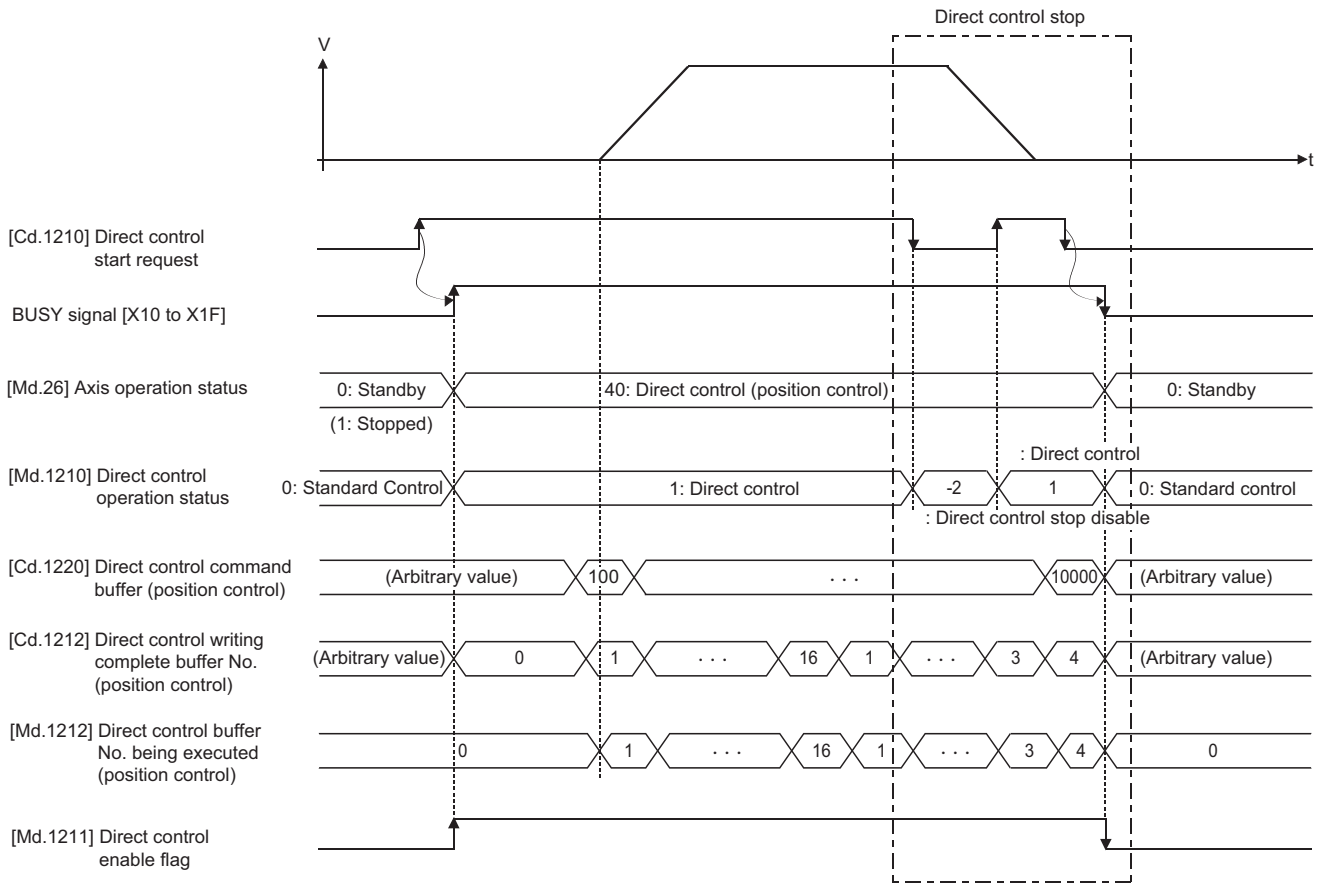 Direct control stop
V
t
[Cd.1210] Direct control
start request
BUSY signal [X10 to X1F]
[Md.26] Axis operation status
0: Standby
40: Direct control (position control)
0: Standby
(1: Stopped)
: Direct control
[Md.1210] Direct control
operation status
0: Standard Control
1: Direct control
-2
1
0: Standard control
: Direct control stop disable
[Cd.1220] Direct control command
buffer (position control)
(Arbitrary value)
100
. . .
10000
(Arbitrary value)
[Cd.1212] Direct control writing
complete buffer No.
(position control)
(Arbitrary value)
0
1
. . .
16
1
. . .
3
4
(Arbitrary value)
[Md.1212] Direct control buffer
No. being executed
(position control)
0
1
. . .
16
1
. . .
3
4
0
[Md.1211] Direct control
enable flag